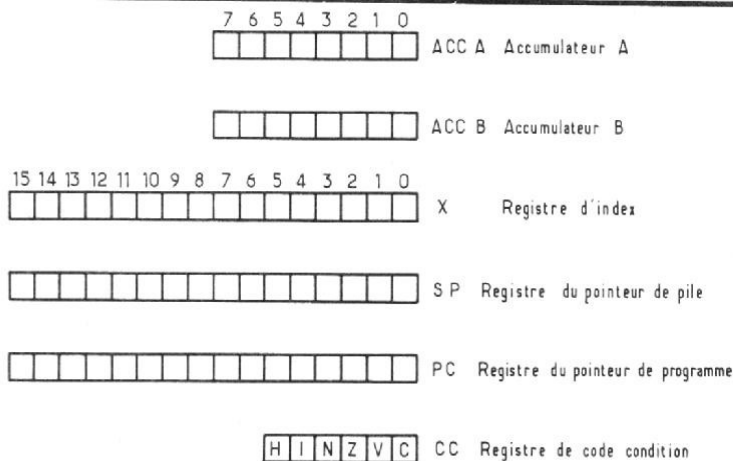 7 6 5 4 3 2 1 0
ACC A Accumulateur A
ACC B Accumulateur B
15 14 13 12 11 10 9 8 7 6 5 4 3 2 1 0
X Registre d'index
SP Registre du pointeur de pile
PC Registre du pointeur de programme
H I N Z V C CC Registre de code condition